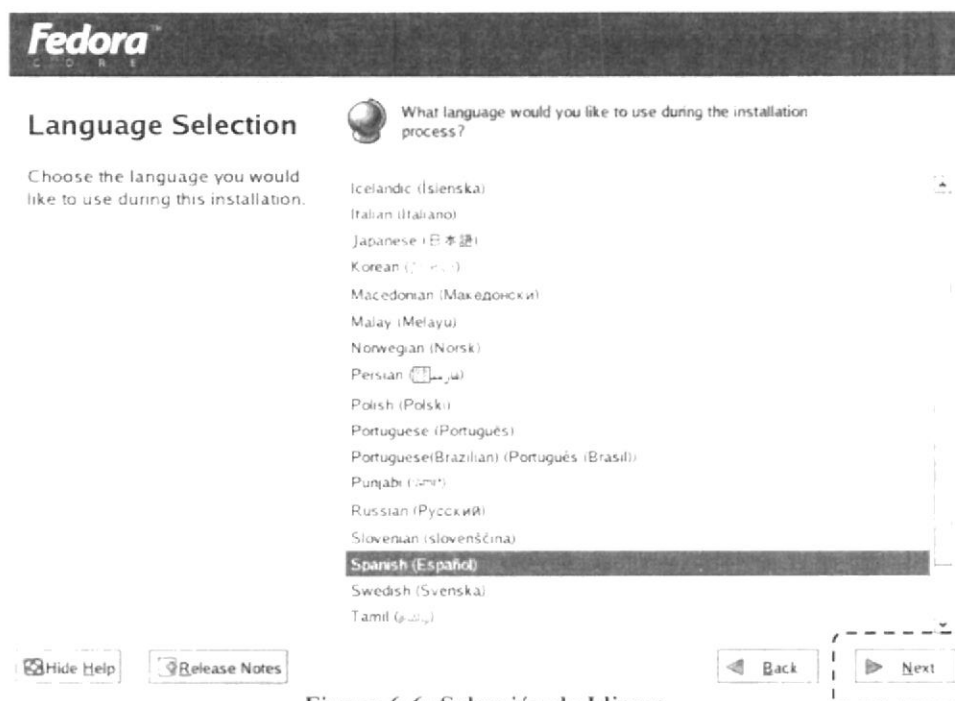 Fedora
CORE
Language Selection
Choose the language you would
like to use during this installation.
What language would you like to use during the installation
process?
Icelandic (Íslenska)
Italian (Italiano)
Japanese (日本語)
Korean
Macedonian (Македонски)
Malay (Melayu)
Norwegian (Norsk)
Persian
Polish (Polski)
Portuguese (Português)
Portuguese(Brazilian) (Português (Brasil))
Punjabi
Russian (Русский)
Slovenian (slovenščina)
Spanish (Español)
Swedish (Svenska)
Tamil
Hide Help
Release Notes
Back
Next